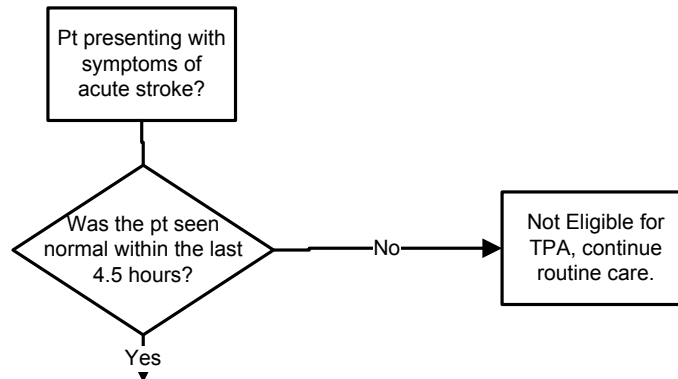 Pt presenting with
symptoms of
acute stroke?
Was the pt seen
normal within the last
4.5 hours?
No
Not Eligible for
TPA, continue
routine care.
Yes